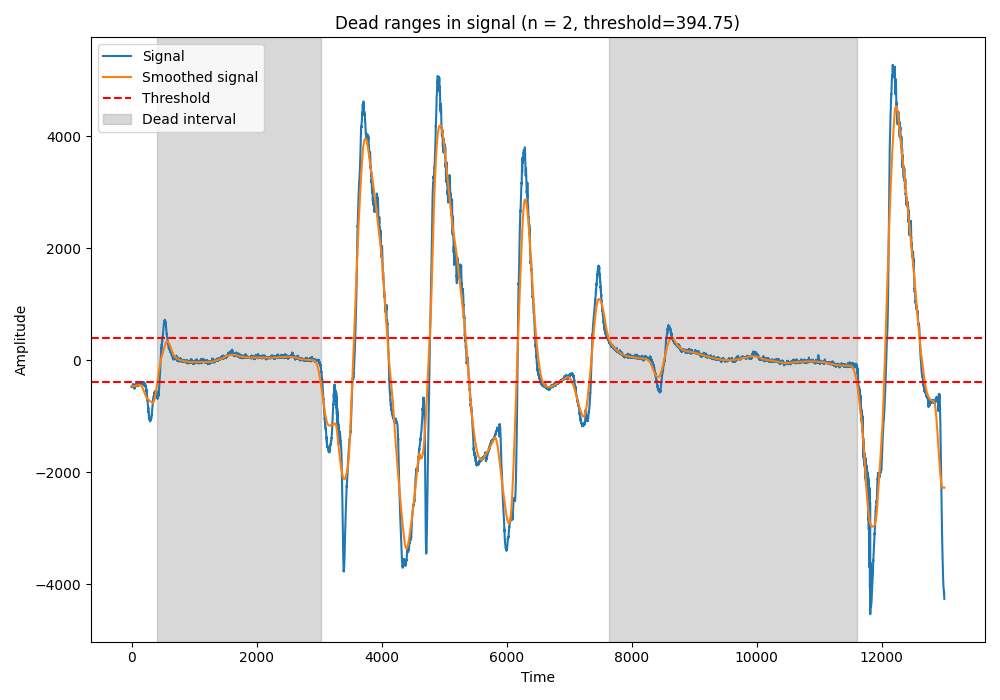 Dead ranges in signal (n = 2, threshold=394.75)
Signal
Smoothed signal
Threshold
Dead interval
4000
2000
0
−2000
−4000
Amplitude
0
2000
4000
6000
8000
10000
12000
Time